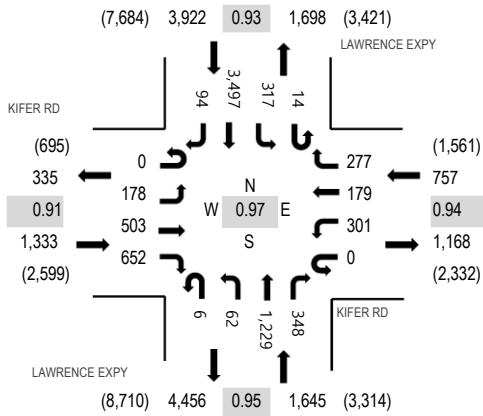 (7,684) 3,922 0.93 1,698 (3,421)
LAWRENCE EXPY
94 3,497 317 14
KIFER RD
(695)
335
0.91
1,333
(2,599)
0
178
503
652
N
W 0.97 E
S
277
179
301
0
(1,561)
757
0.94
1,168
(2,332)
6 62 1,229 348
KIFER RD
LAWRENCE EXPY
(8,710) 4,456 0.95 1,645 (3,314)